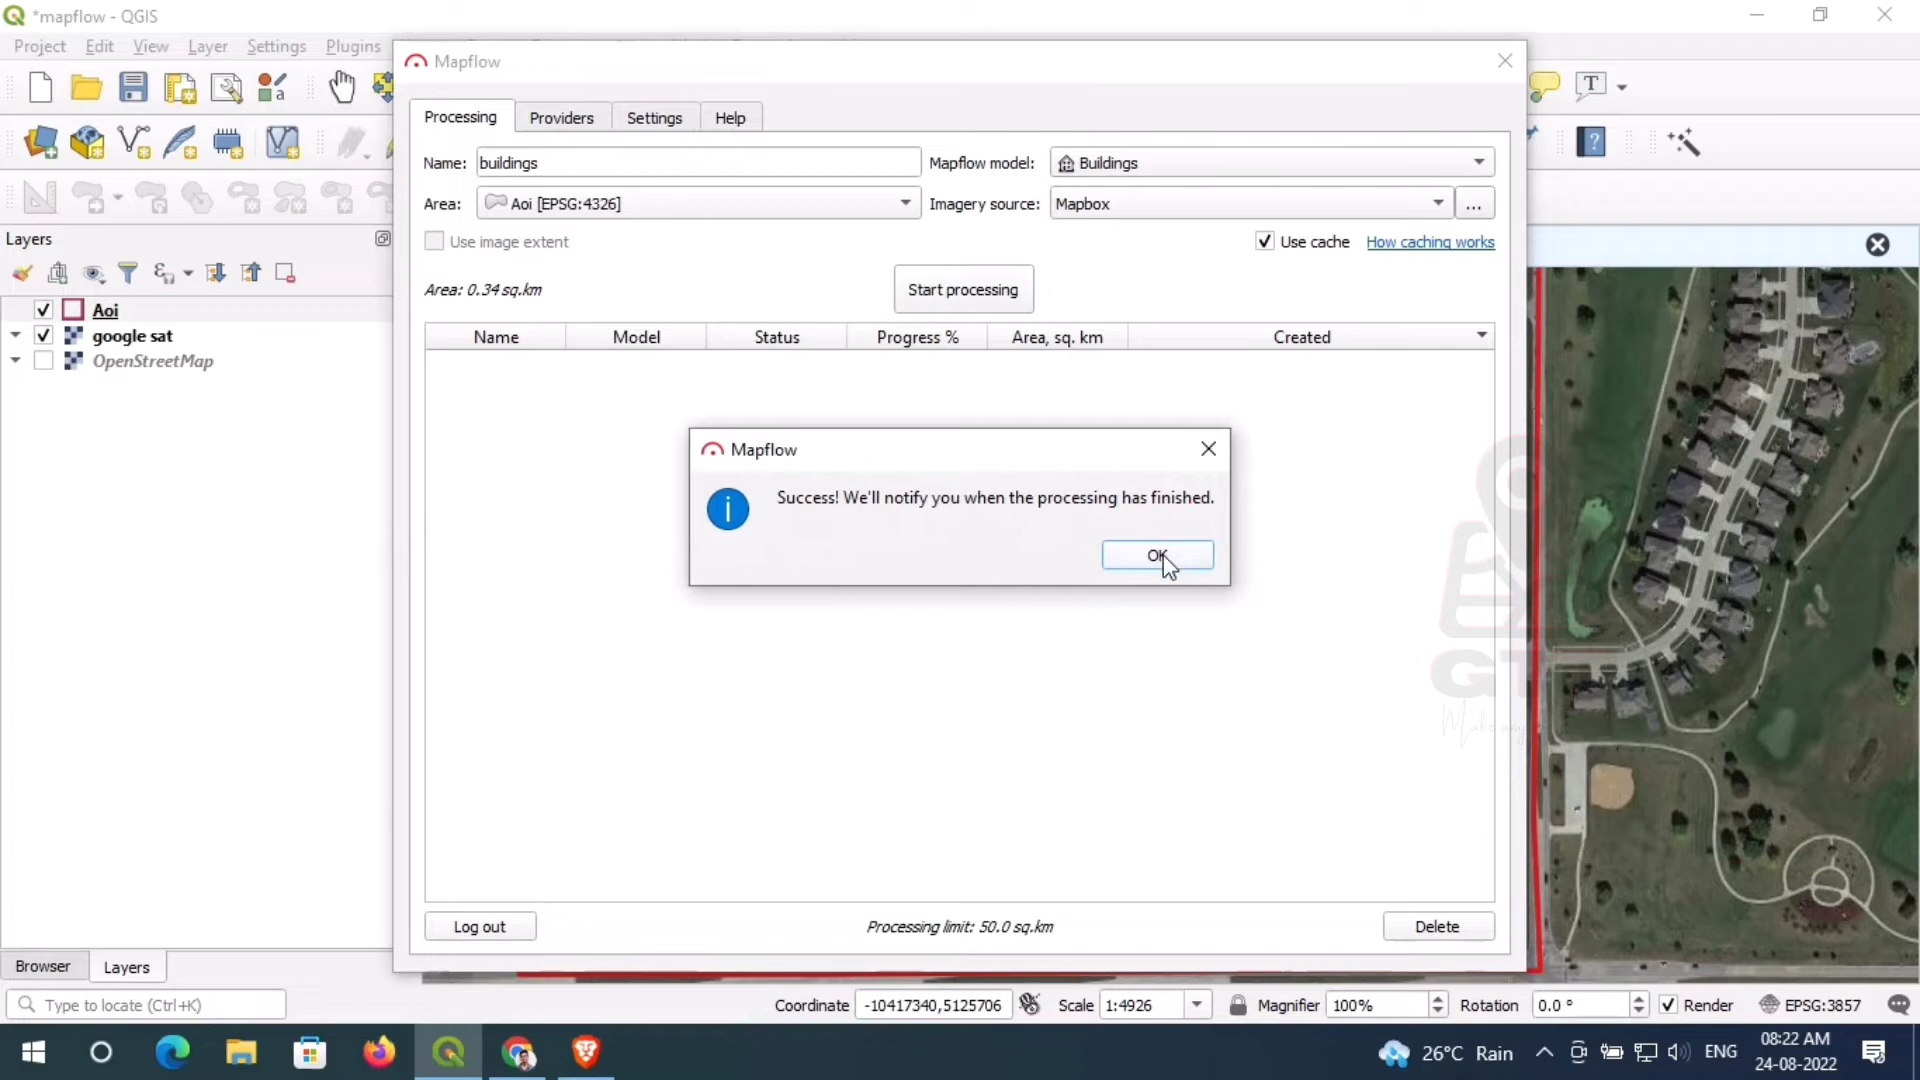 *mapflow - QGIS
Project Edit View Layer Settings Plugins
Mapflow
Processing Providers Settings Help
Name: buildings Mapflow model: Buildings
Area: Aoi [EPSG:4326] Imagery source: Mapbox ...
Use image extent Use cache How caching works
Area: 0.34 sq.km Start processing
Name Model Status Progress % Area, sq. km Created
Layers
Aoi
google sat
OpenStreetMap
Mapflow
Success! We'll notify you when the processing has finished.
OK
GT
Make any
Log out Processing limit: 50.0 sq.km Delete
Browser Layers
Type to locate (Ctrl+K) Coordinate -10417340,5125706 Scale 1:4926 Magnifier 100% Rotation 0.0 ° Render EPSG:3857
26°C Rain ENG 08:22 AM
24-08-2022